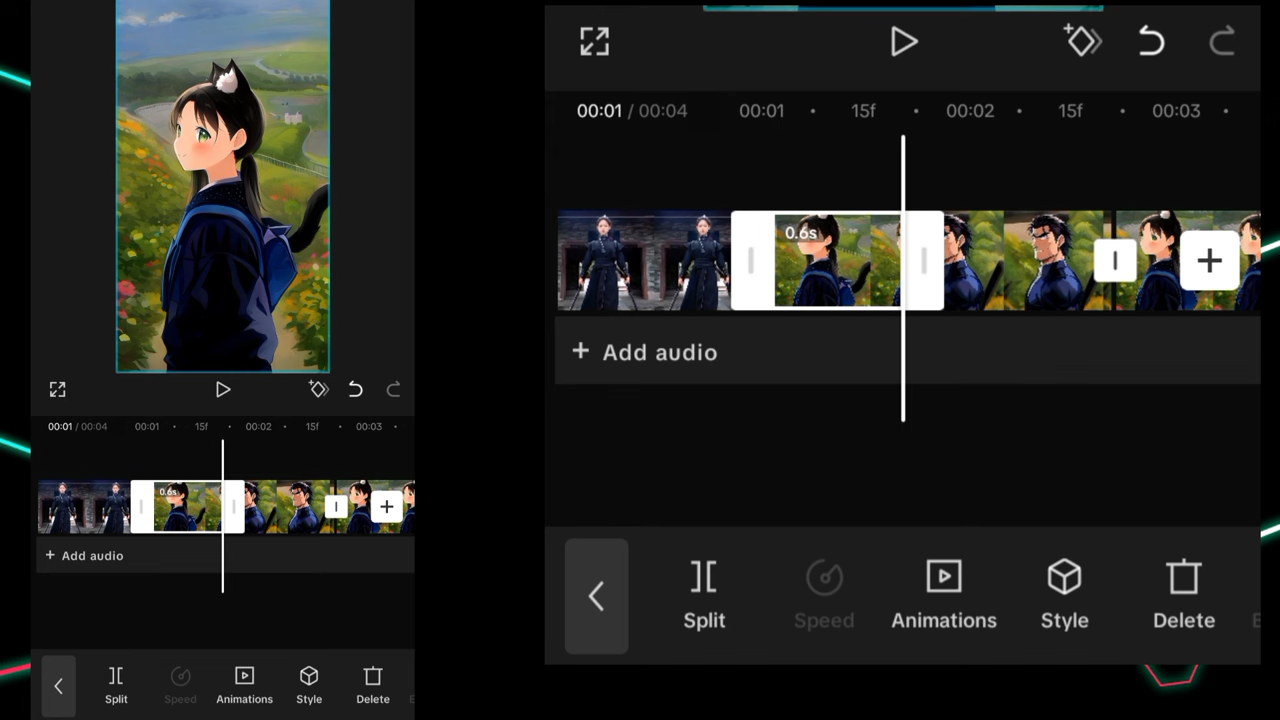 00:01 / 00:04 00:01 15f 00:02 15f 00:03
0.6s
+ Add audio
Split Speed Animations Style Delete
00:01 / 00:04 00:01 15f 00:02 15f 00:03
0.6s
+ Add audio
Split Speed Animations Style Delete